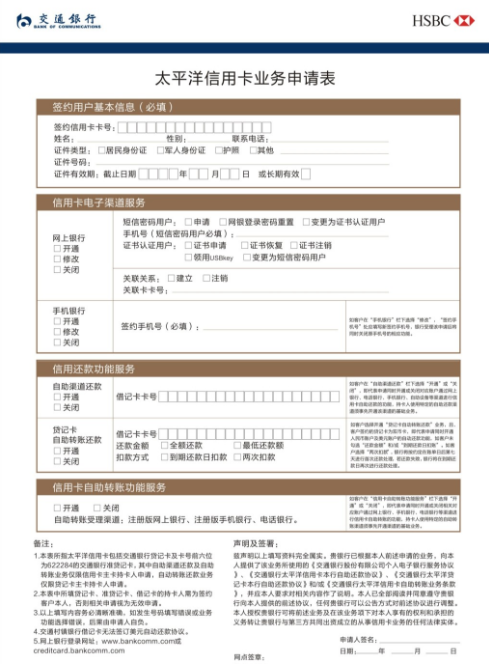 交通银行
BANK OF COMMUNICATIONS
HSBC
太平洋信用卡业务申请表
签约用户基本信息（必填）
签约信用卡卡号：
姓名： 性别： 联系电话：
证件类型： 居民身份证 军人身份证 护照 其他
证件号码：
证件有效期：截止日期 年 月 日 或长期有效
信用卡电子渠道服务
网上银行
开通
修改
关闭
短信密码用户： 申请 网银登录密码重置 变更为证书认证用户
手机号（短信密码用户必填）：
证书认证用户： 证书申请 证书恢复 证书注销
领用USBkey 变更为短信密码用户
关联关系： 建立 注销
关联卡卡号：
手机银行
开通
修改
关闭
签约手机号（必填）：
信用卡还款功能服务
自助渠道还款
开通
关闭
借记卡卡号
贷记卡
自助转账还款
开通
关闭
借记卡卡号
还款金额 全额还款 最低还款额
扣款方式 到期还款日扣款 两次扣款
信用卡自助转账功能服务
开通 关闭
自助转账受理渠道：注册版网上银行、注册版手机银行、电话银行。
备注：
1.本表所指太平洋信用卡包括交通银行贷记卡及卡号前六位
为622284的交通银行准贷记卡，其中自助渠道还款及自助
转账业务仅限信用卡主卡持卡人申请，自助转账还款业务
仅限贷记卡主卡持卡人申请。
2.本表中所填贷记卡、准贷记卡、借记卡的持卡人需为签约
客户本人，否则相关申请视为无效申请。
3.以上填写内容务必清晰准确，如发生号码填写错误或业务
功能选择错误，后果由申请人自负。
4.交通村镇银行借记卡无法签订美元自动还款协议。
5.网上银行登录网址：www.bankcomm.com或
creditcard.bankcomm.com
声明及签署：
兹声明以上填写资料完全属实。贵银行已根据本人前述申请的业务，向本
人提供了该业务所使用的《交通银行股份有限公司个人电子银行服务协议
》、《交通银行太平洋信用卡本行自动还款协议》、《交通银行太平洋贷
记卡本行自助还款协议》和/或《交通银行太平洋信用卡自助转账业务条款
》，并应本人要求对相关内容作了说明。本人已全部阅读并同意遵守贵银
行向本人提供的前述协议，任何贵银行可以公告方式对前述协议进行调整。
本人授权贵银行可将前述业务及在该业务项下对本人享有的权利和承担的
义务转让贵银行与第三方共同出资成立的从事信用卡业务的任何法律实体。
申请人签名：
日期： 年 月 日
网点签章：